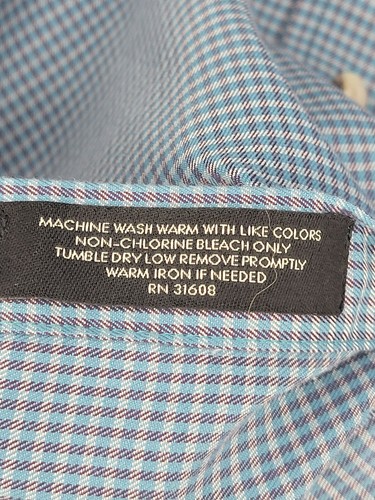 MACHINE WASH WARM WITH LIKE COLORS
NON-CHLORINE BLEACH ONLY
TUMBLE DRY LOW REMOVE PROMPTLY
WARM IRON IF NEEDED
RN 31608